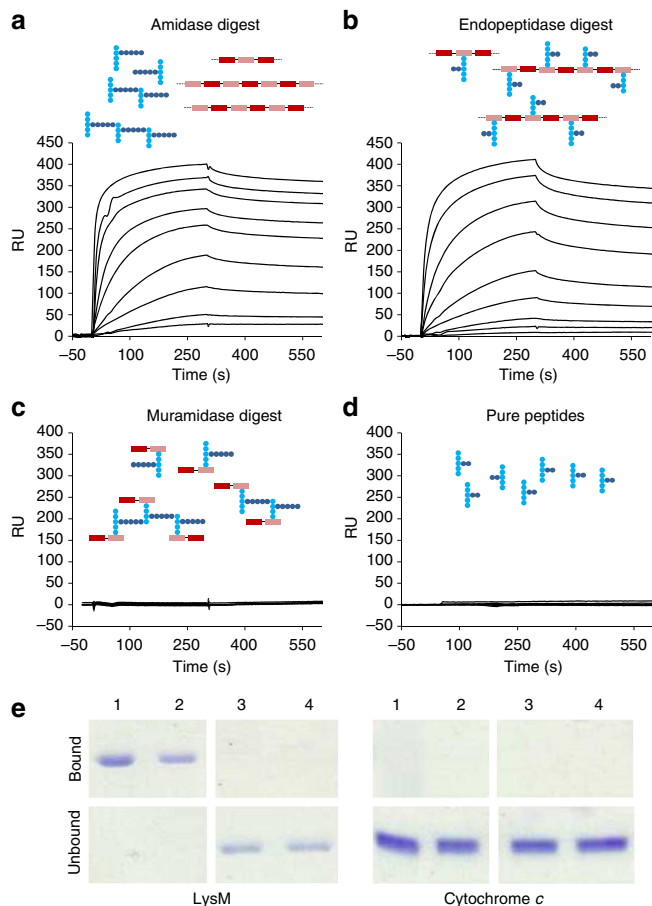 a
Amidase digest
450
400
350
300
250
200
150
100
50
0
RU
–50 100 250 400 550
Time (s)
b
Endopeptidase digest
450
400
350
300
250
200
150
100
50
0
RU
–50 100 250 400 550
Time (s)
c
Muramidase digest
400
350
300
250
200
150
100
50
0
–50
RU
–50 100 250 400 550
Time (s)
d
Pure peptides
400
350
300
250
200
150
100
50
0
–50
RU
–50 100 250 400 550
Time (s)
e
1 2 3 4 1 2 3 4
Bound
Unbound
LysM Cytochrome c